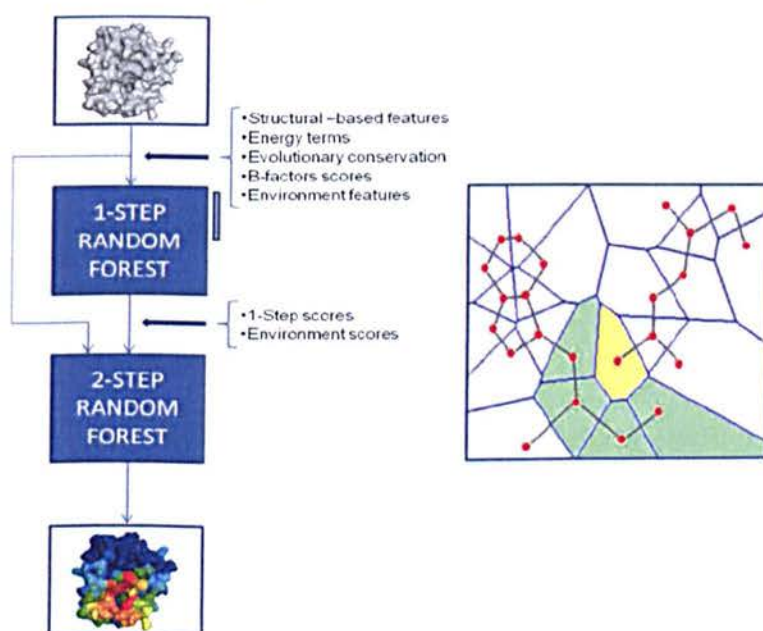 •Structural –based features
•Energy terms
•Evolutionary conservation
•B-factors scores
•Environment features
1-STEP
RANDOM
FOREST
•1-Step scores
•Environment scores
2-STEP
RANDOM
FOREST